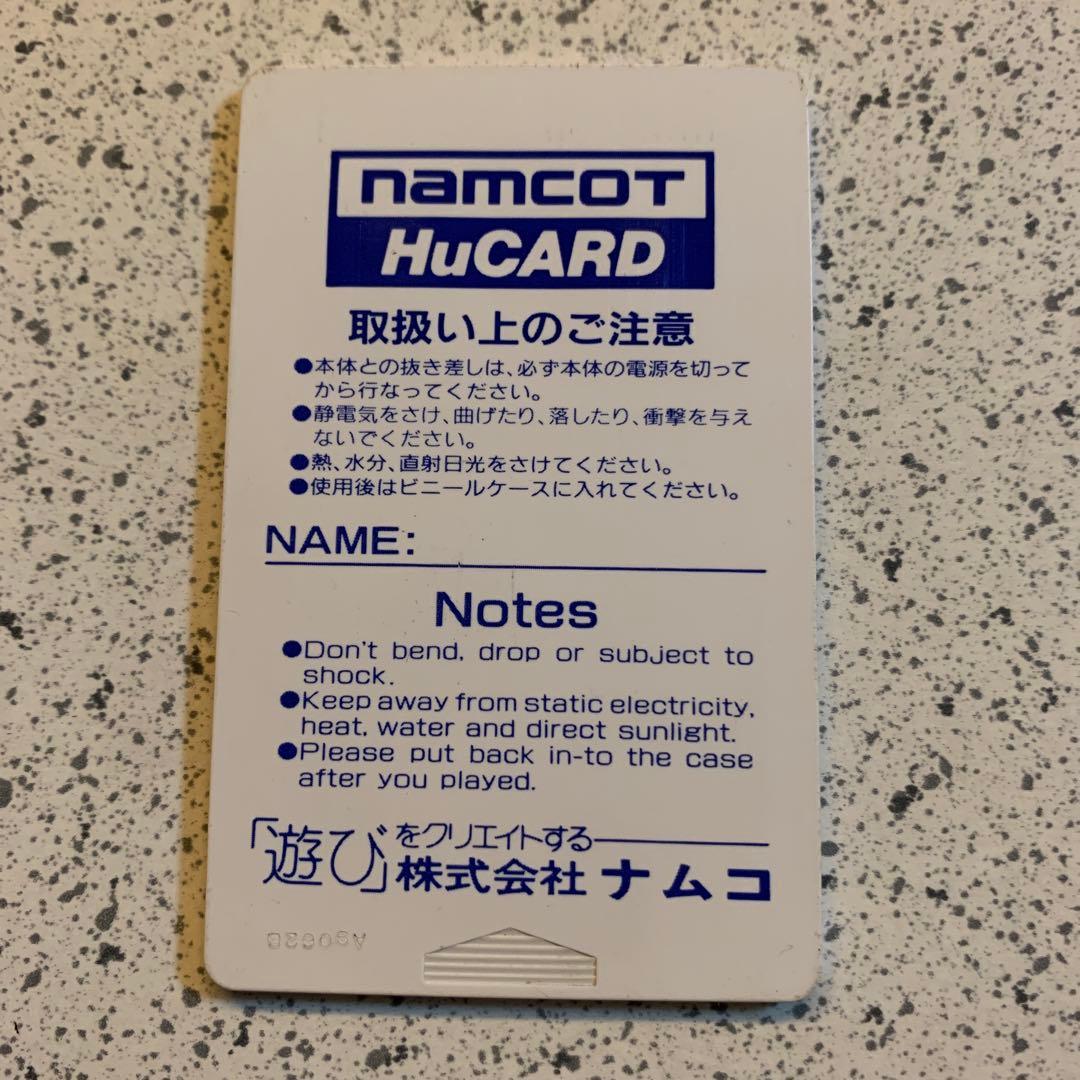 namcot
HuCARD
取扱い上のご注意
●本体との抜き差しは、必ず本体の電源を切って
から行なってください。
●静電気をさけ、曲げたり、落したり、衝撃を与え
ないでください。
●熱、水分、直射日光をさけてください。
●使用後はビニールケースに入れてください。
NAME:
Notes
●Don't bend, drop or subject to
shock.
●Keep away from static electricity,
heat, water and direct sunlight.
●Please put back in-to the case
after you played.
「遊び」をクリエイトする
株式会社ナムコ